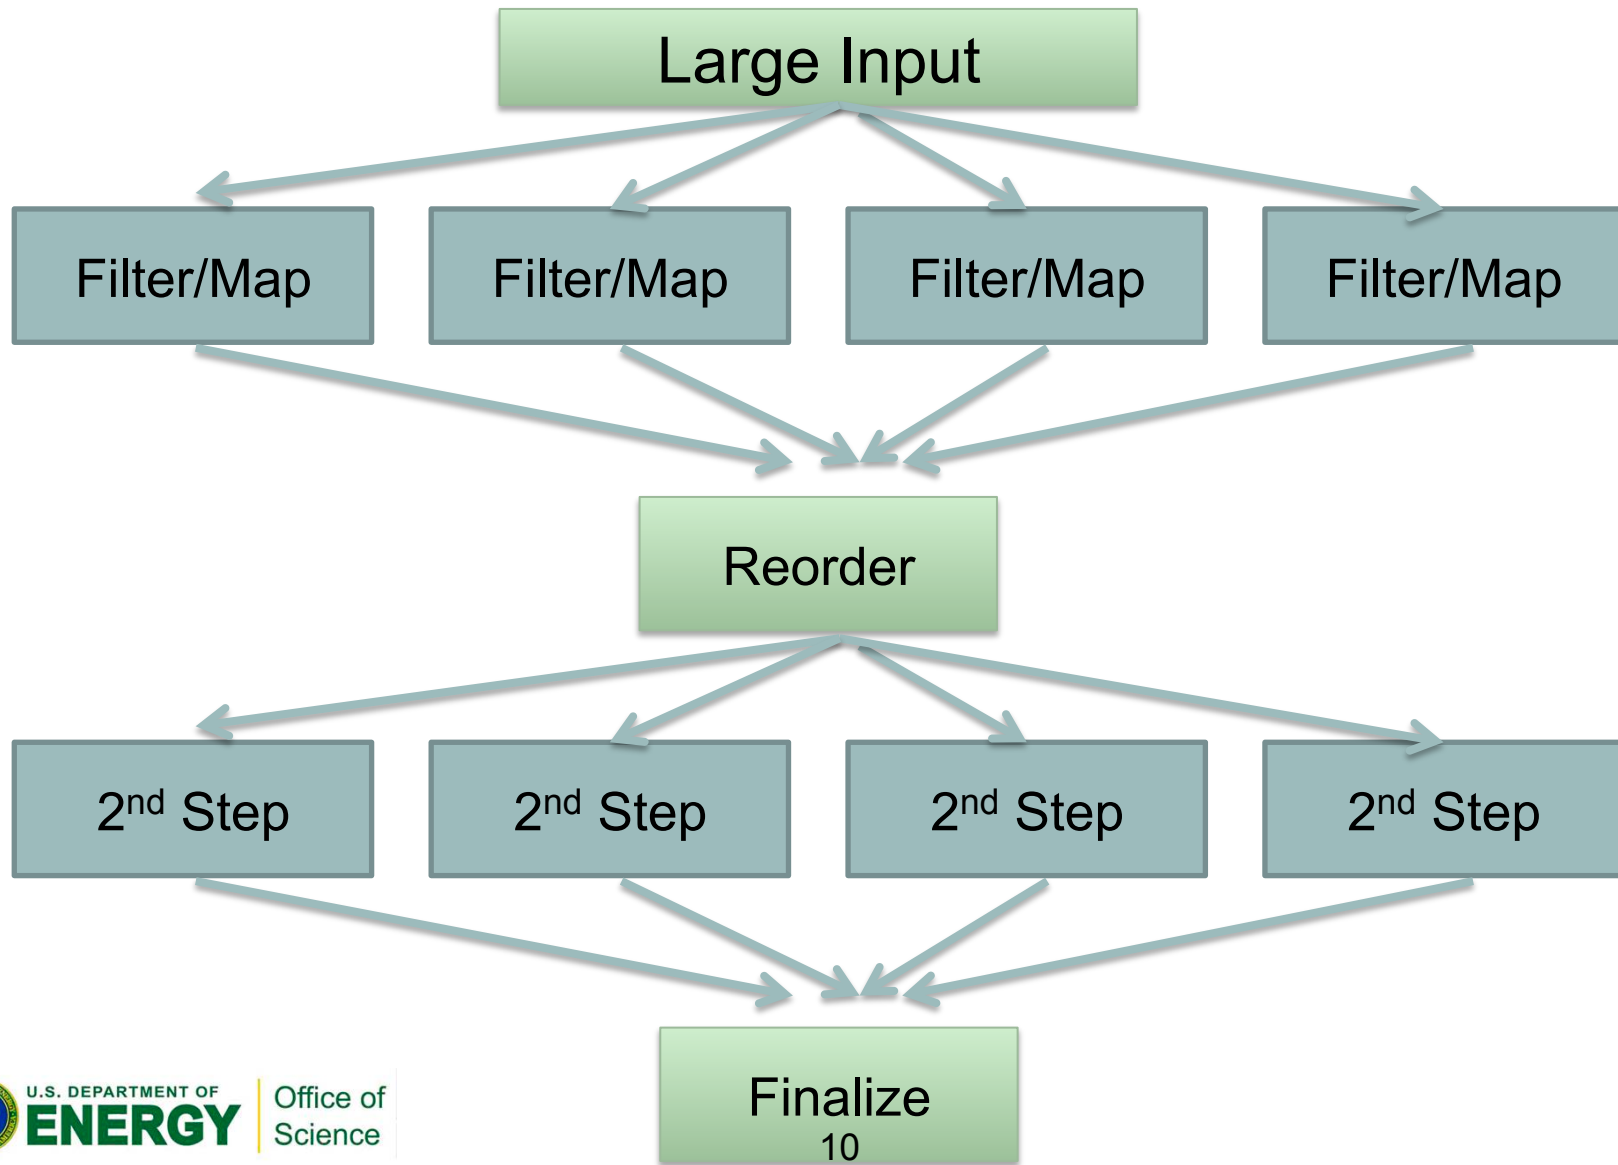 Large Input
Filter/Map Filter/Map Filter/Map Filter/Map
Reorder
2nd Step 2nd Step 2nd Step 2nd Step
Finalize
10
U.S. DEPARTMENT OF
ENERGY
Office of
Science